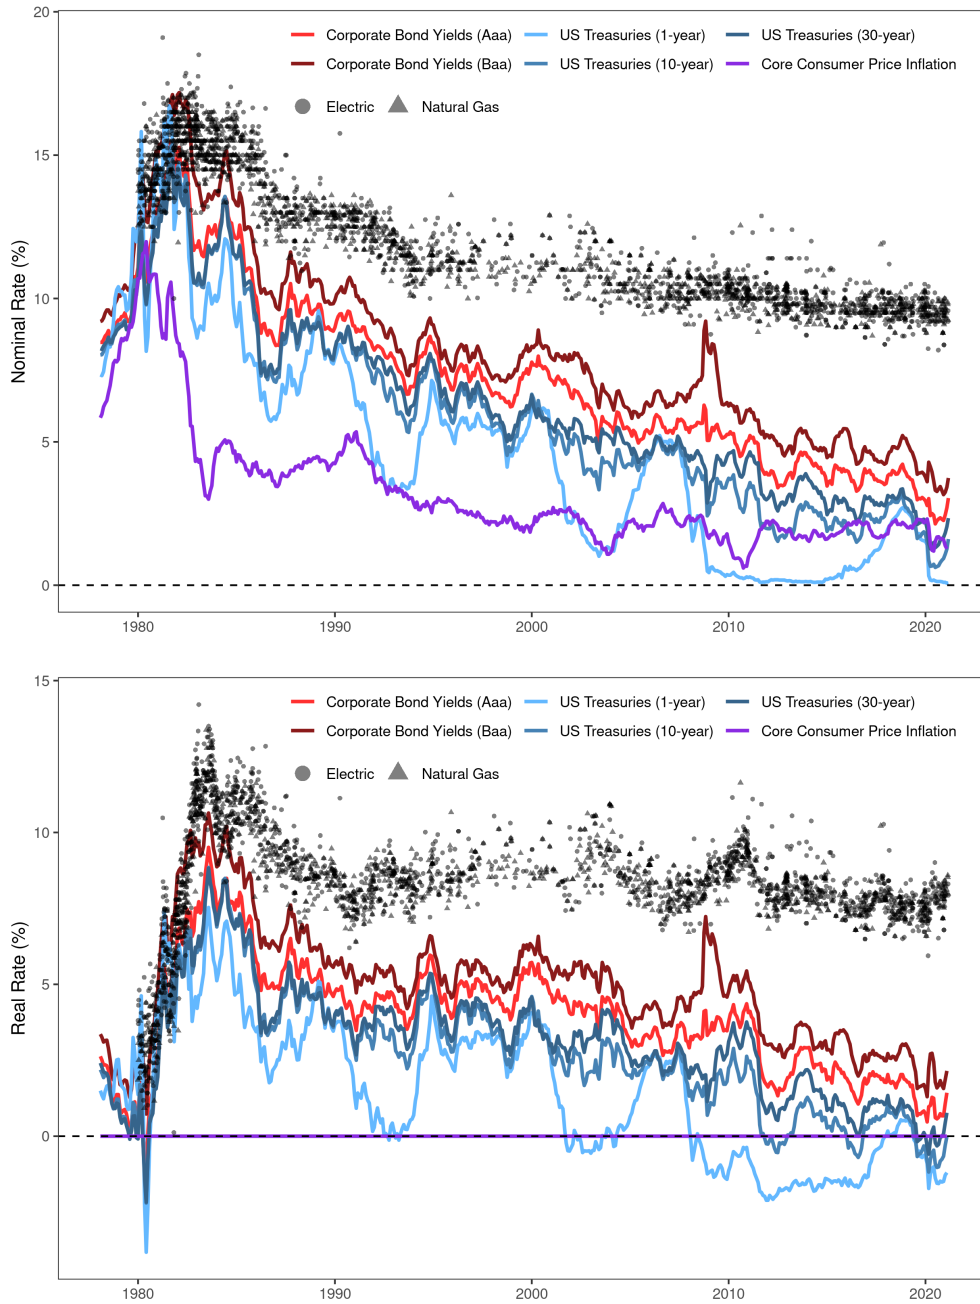 20
15
10
5
0
Nominal Rate (%)
Corporate Bond Yields (Aaa) US Treasuries (1-year) US Treasuries (30-year)
Corporate Bond Yields (Baa) US Treasuries (10-year) Core Consumer Price Inflation
Electric Natural Gas
1980 1990 2000 2010 2020
15
10
5
0
Real Rate (%)
Corporate Bond Yields (Aaa) US Treasuries (1-year) US Treasuries (30-year)
Corporate Bond Yields (Baa) US Treasuries (10-year) Core Consumer Price Inflation
Electric Natural Gas
1980 1990 2000 2010 2020